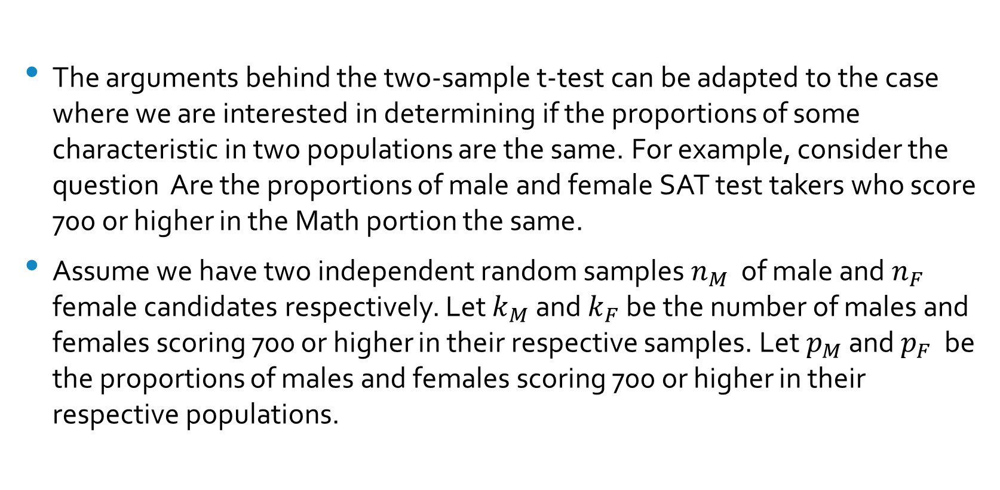 • The arguments behind the two-sample t-test can be adapted to the case
where we are interested in determining if the proportions of some
characteristic in two populations are the same. For example, consider the
question  Are the proportions of male and female SAT test takers who score
700 or higher in the Math portion the same.
• Assume we have two independent random samples $n_M$  of male and $n_F$
female candidates respectively. Let $k_M$ and $k_F$ be the number of males and
females scoring 700 or higher in their respective samples. Let $p_M$ and $p_F$  be
the proportions of males and females scoring 700 or higher in their
respective populations.